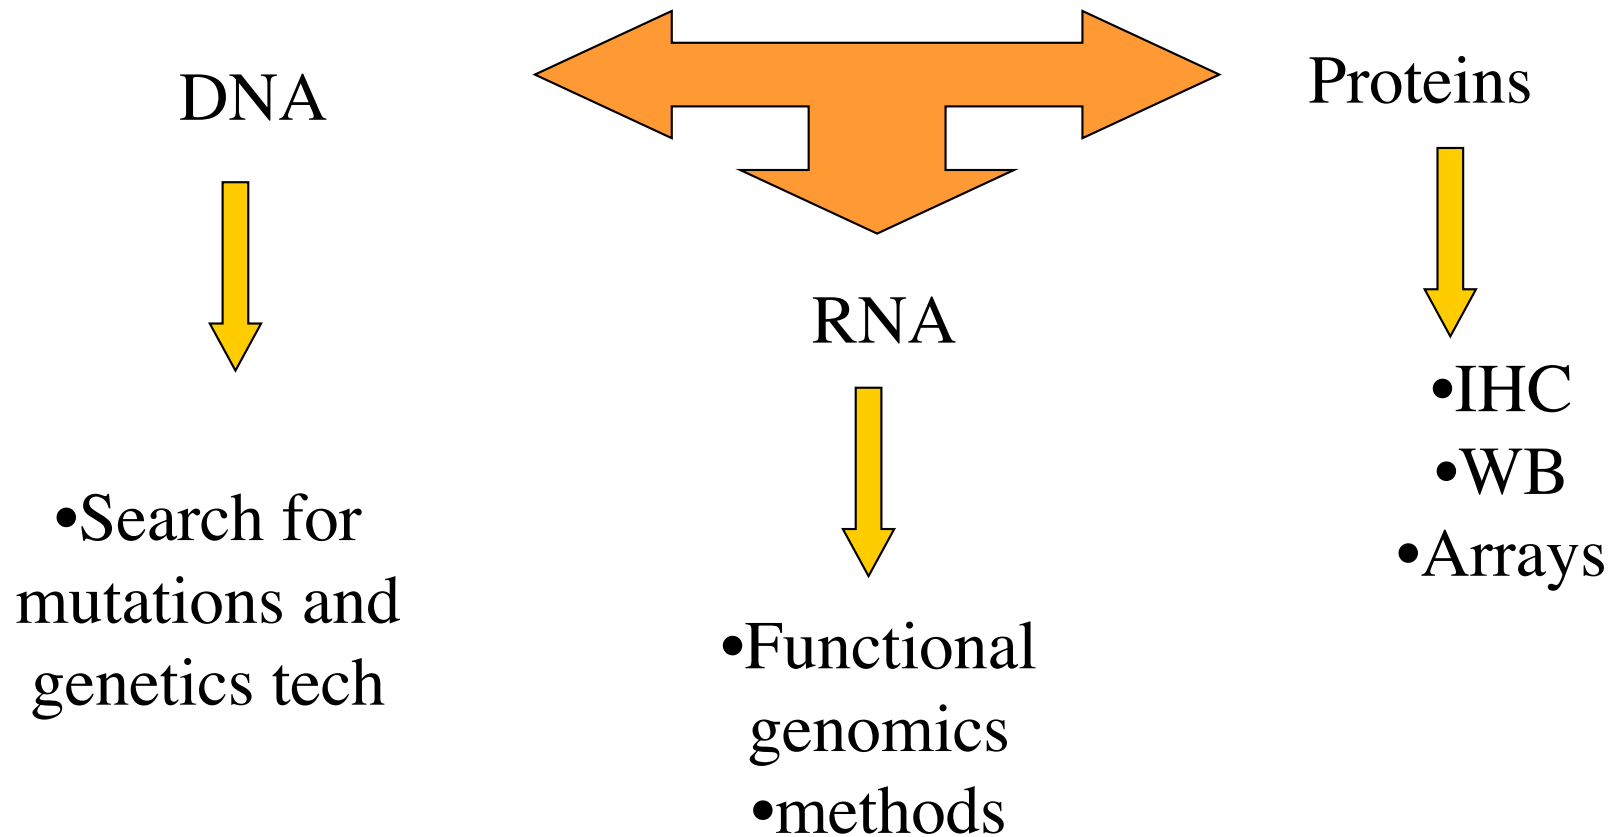 DNA
•Search for
mutations and
genetics tech
RNA
•Functional
genomics
•methods
Proteins
•IHC
•WB
•Arrays